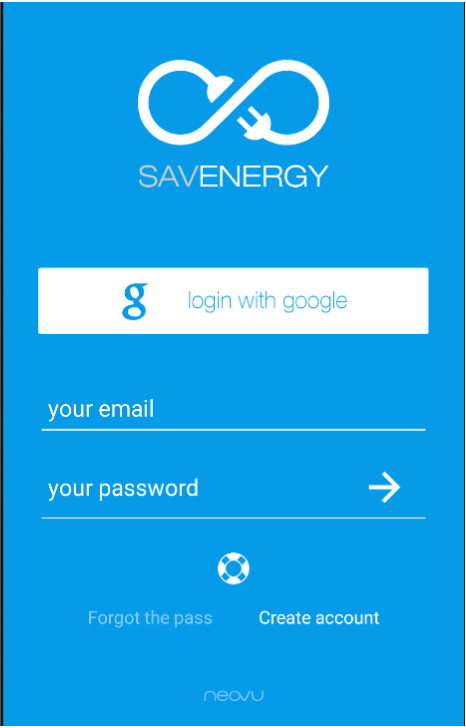 SAVENERGY
g login with google
your email
your password
Forgot the pass Create account
neovu